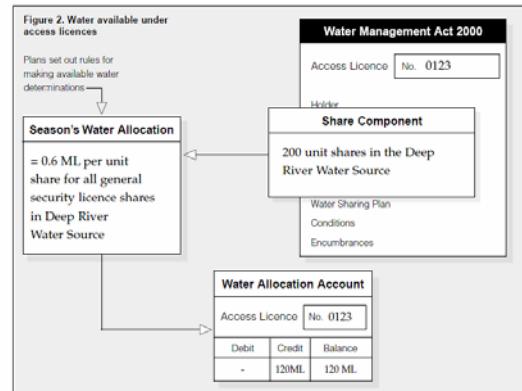 Figure 2. Water available under
access licences
Plans set out rules for
making available water
determinations
Water Management Act 2000
Access Licence No. 0123
Holder
Share Component
200 unit shares in the Deep
River Water Source
Water Sharing Plan
Conditions
Encumbrances
Season's Water Allocation
= 0.6 ML per unit
share for all general
security licence shares
in Deep River
Water Source
Water Allocation Account
Access Licence No. 0123
Debit Credit Balance
- 120ML 120 ML